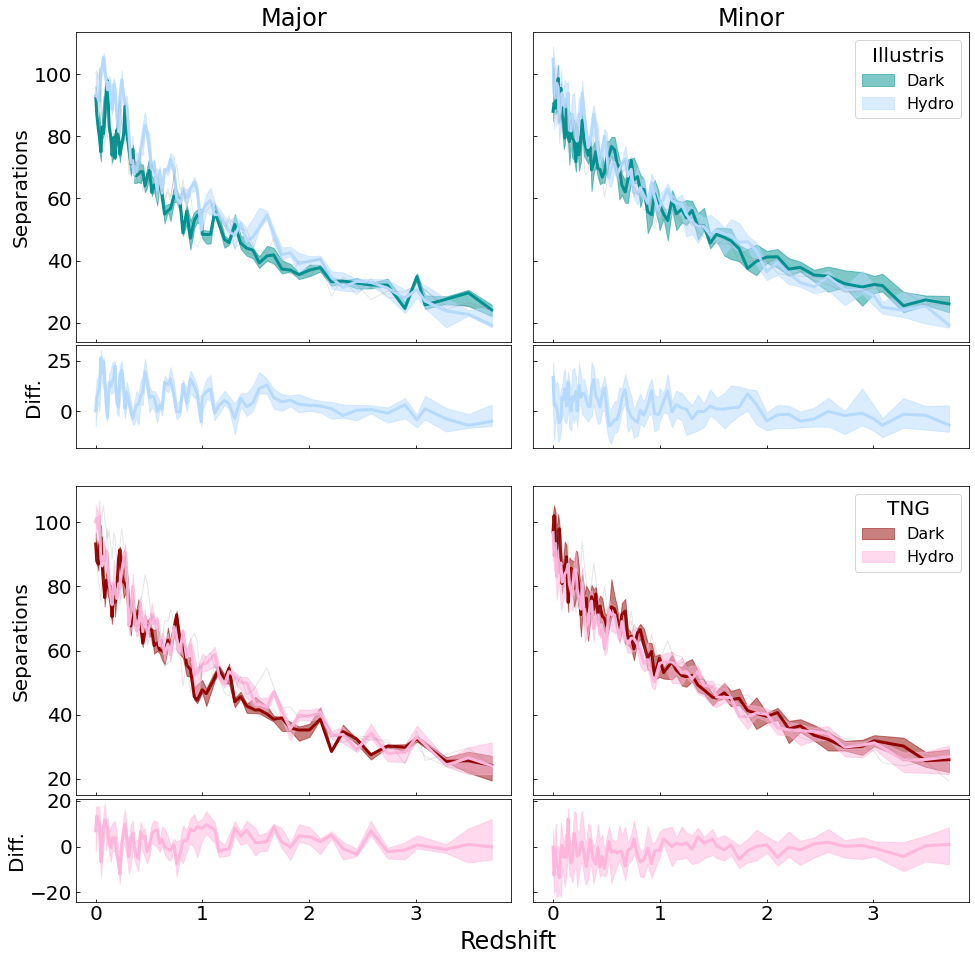 Major
Minor
Separations
100
80
60
40
20
Illustris
Dark
Hydro
Diff.
25
0
Separations
100
80
60
40
20
TNG
Dark
Hydro
Diff.
20
0
−20
0 1 2 3
0 1 2 3
Redshift